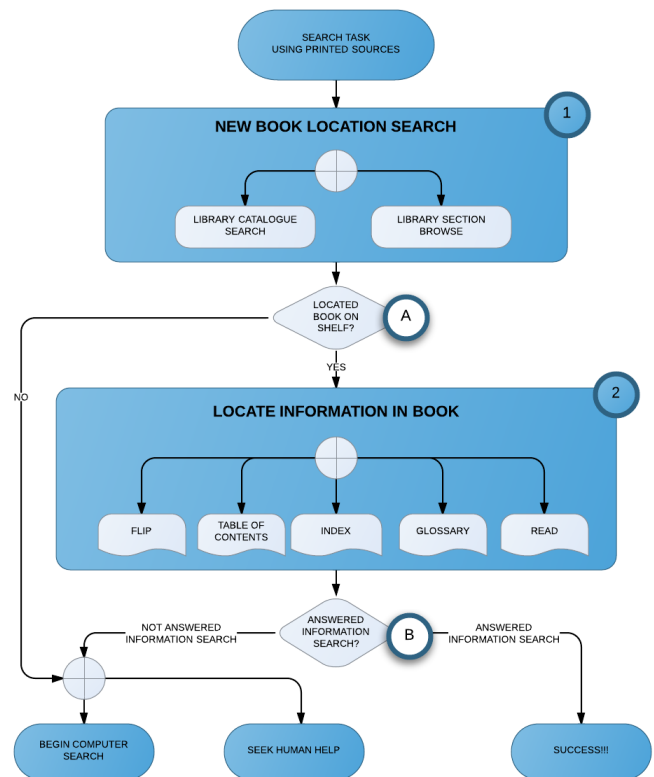 SEARCH TASK
USING PRINTED SOURCES
1
NEW BOOK LOCATION SEARCH
LIBRARY CATALOGUE
SEARCH
LIBRARY SECTION
BROWSE
LOCATED
BOOK ON
SHELF?
A
YES
NO
2
LOCATE INFORMATION IN BOOK
FLIP
TABLE OF
CONTENTS
INDEX
GLOSSARY
READ
NOT ANSWERED
INFORMATION SEARCH
ANSWERED
INFORMATION
SEARCH?
B
ANSWERED
INFORMATION SEARCH
BEGIN COMPUTER
SEARCH
SEEK HUMAN HELP
SUCCESS!!!